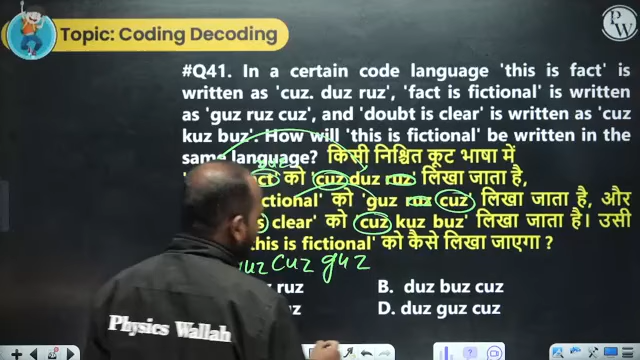 Topic: Coding Decoding
#Q41. In a certain code language 'this is fact' is
written as 'cuz. duz ruz', 'fact is fictional' is written
as 'guz ruz cuz', and 'doubt is clear' is written as 'cuz
kuz buz'. How will 'this is fictional' be written in the
same language? किसी निश्चित कूट भाषा में
को 'cuz duz ruz' लिखा जाता है,
को 'guz ruz cuz' लिखा जाता है, और
clear' को 'cuz kuz buz' लिखा जाता है। उसी
'this is fictional' को कैसे लिखा जाएगा ?
cuz guz
ruz
B. duz buz cuz
D. duz guz cuz
Physics Wallah